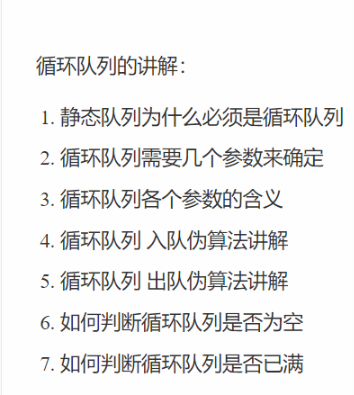 循环队列的讲解：
1. 静态队列为什么必须是循环队列
2. 循环队列需要几个参数来确定
3. 循环队列各个参数的含义
4. 循环队列 入队伪算法讲解
5. 循环队列 出队伪算法讲解
6. 如何判断循环队列是否为空
7. 如何判断循环队列是否已满